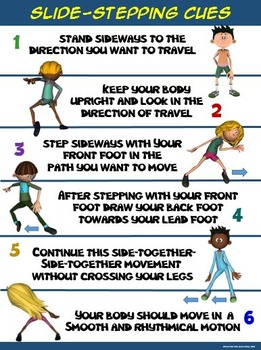 SLIDE-STEPPING CUES
1
STAND SIDEWAYS TO THE
DIRECTION YOU WANT TO TRAVEL
KEEP YOUR BODY
UPRIGHT AND LOOK IN THE
DIRECTION OF TRAVEL
2
3
STEP SIDEWAYS WITH YOUR
FRONT FOOT IN THE
PATH YOU WANT TO MOVE
AFTER STEPPING WITH YOUR FRONT
FOOT DRAW YOUR BACK FOOT
TOWARDS YOUR LEAD FOOT
4
5
CONTINUE THIS SIDE-TOGETHER-
SIDE-TOGETHER MOVEMENT
WITHOUT CROSSING YOUR LEGS
YOUR BODY SHOULD MOVE IN A
SMOOTH AND RHYTHMICAL MOTION
6